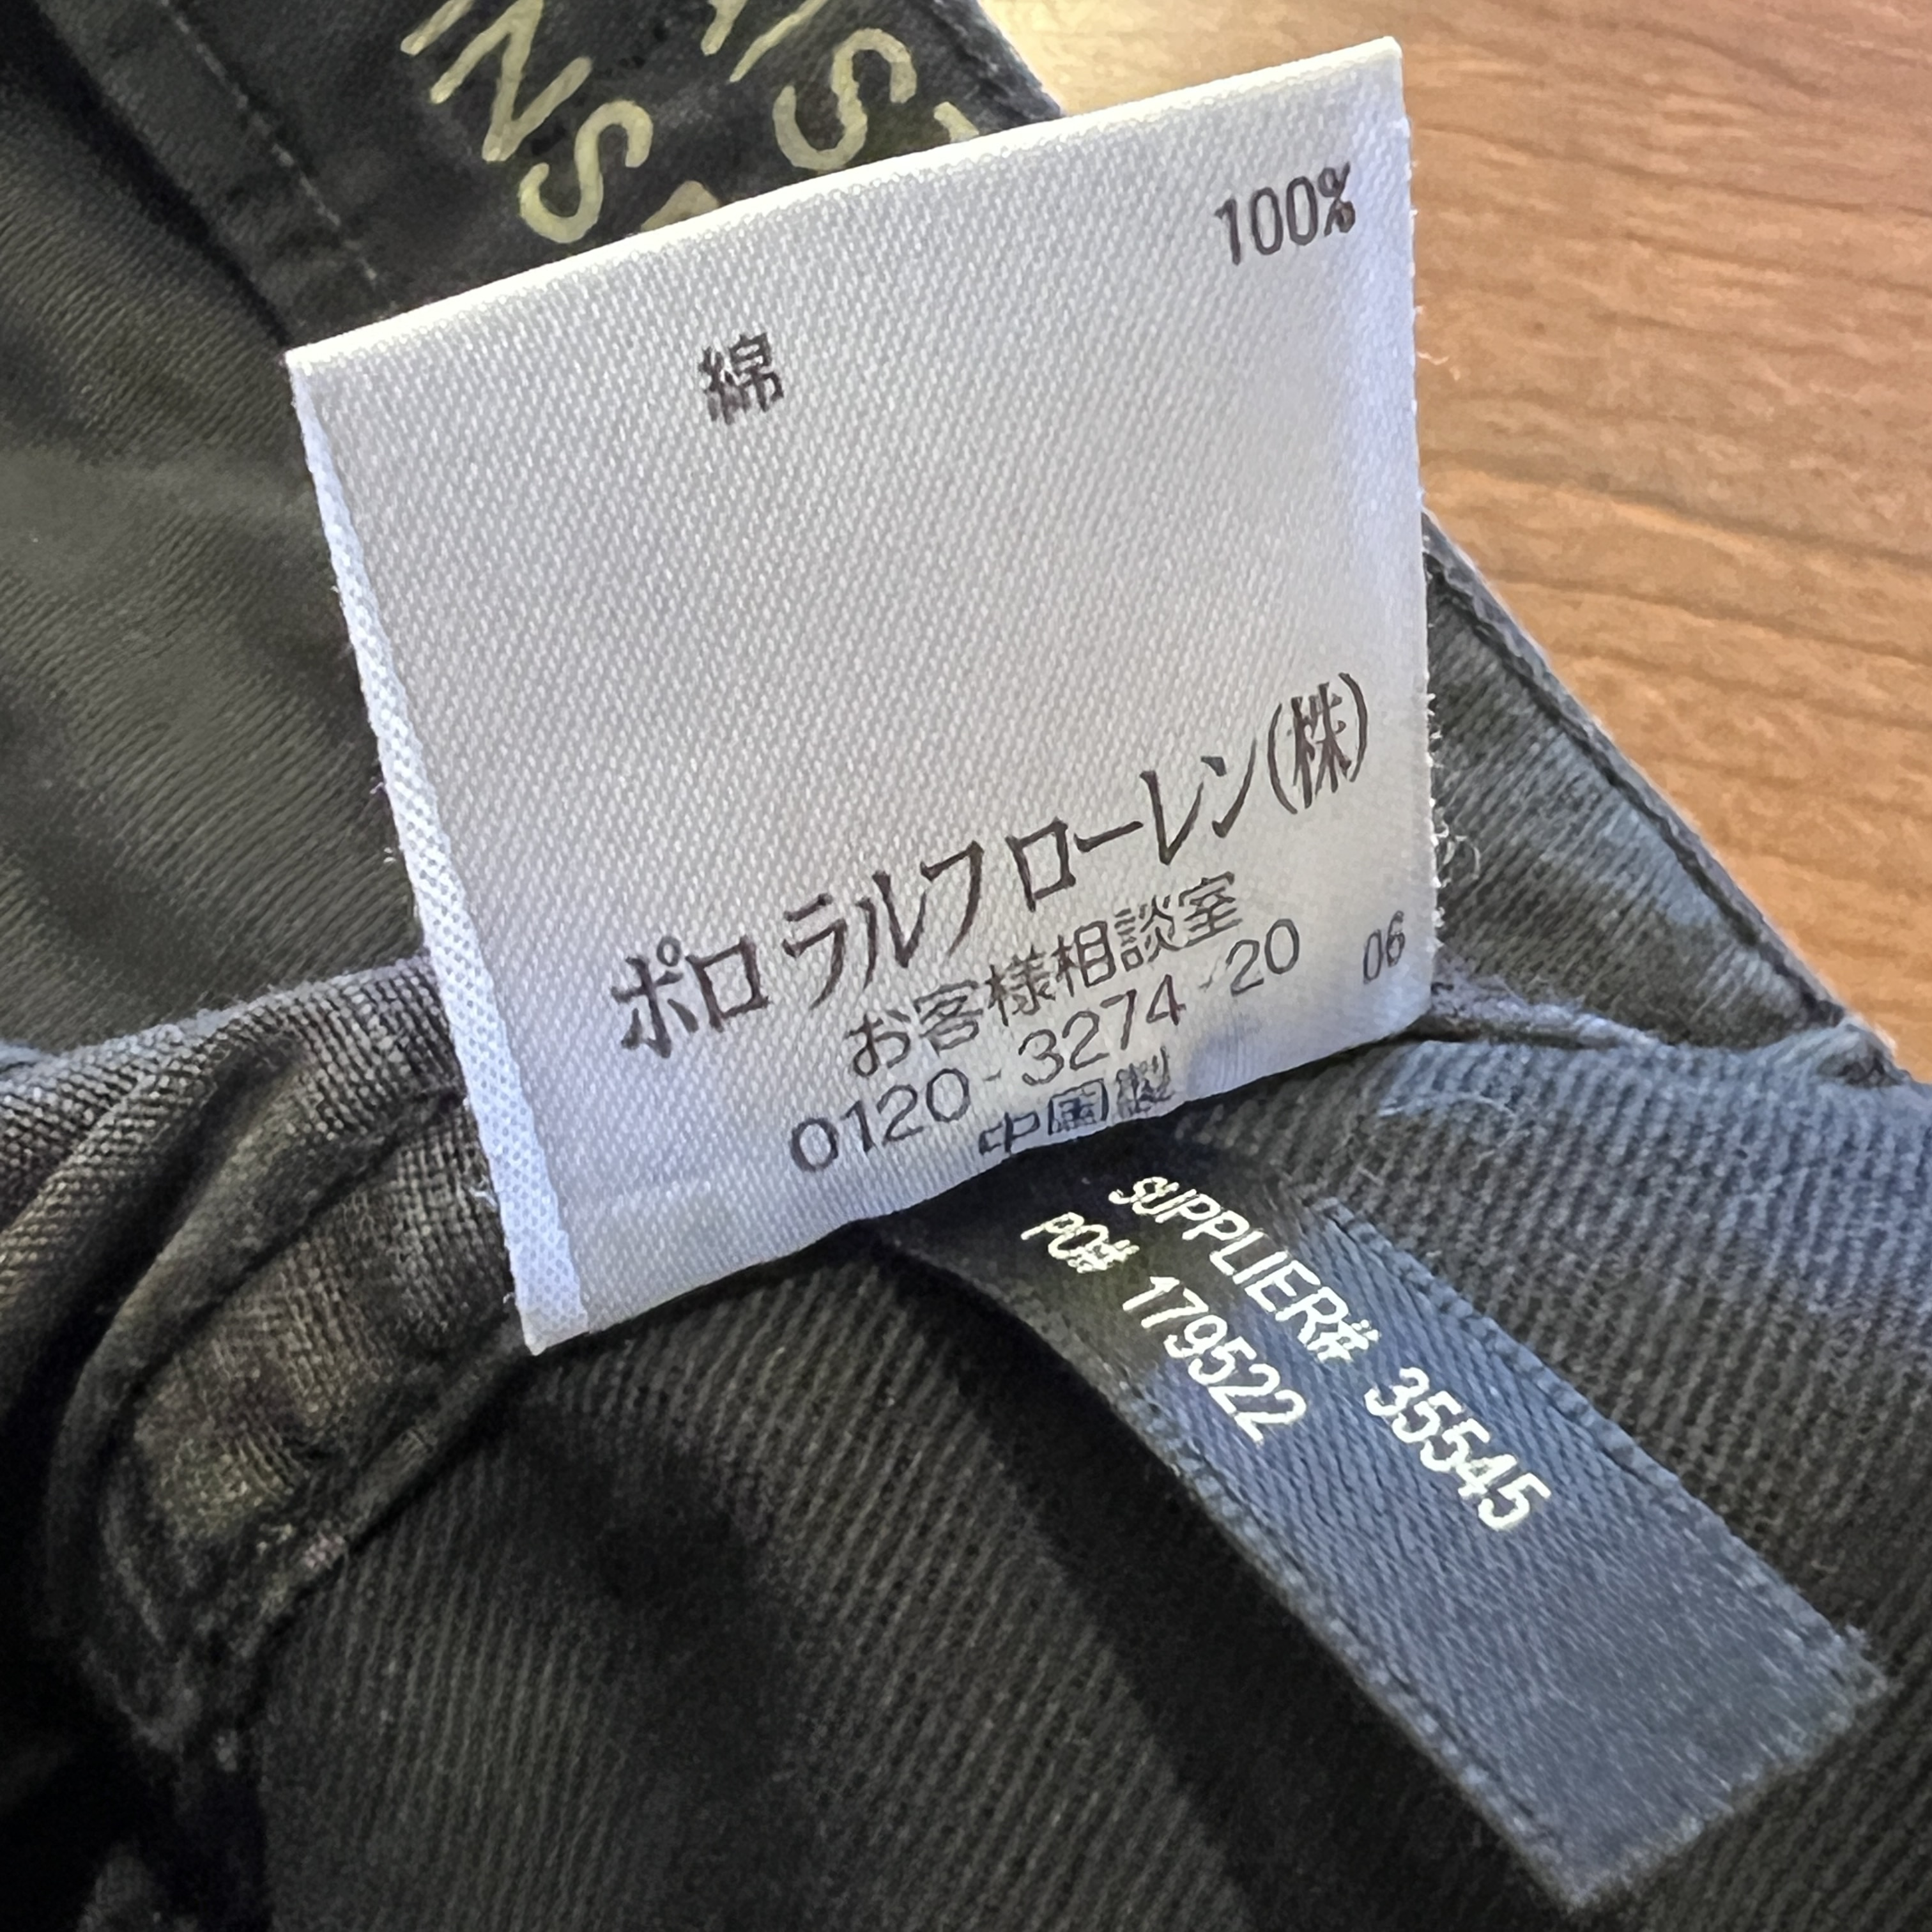 100%
綿
ポロ ラルフ ローレン(株)
お客様相談室
0120-3274-20 06
中国製
SUPPLIER# 35545
PO# 179522